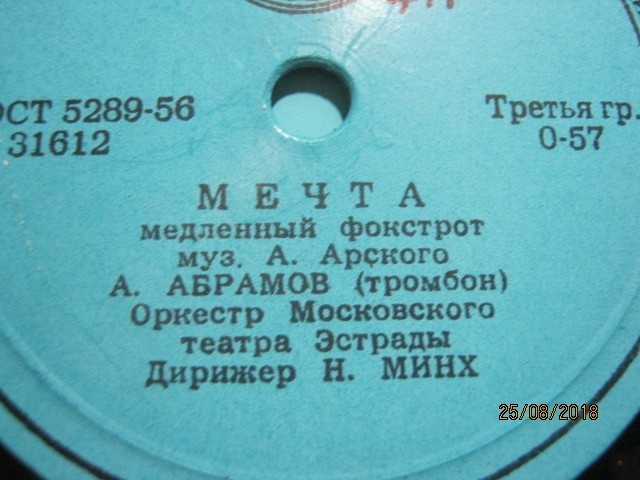 ОСТ 5289-56
31612
Третья гр.
0-57
МЕЧТА
медленный фокстрот
муз. А. Арского
А. АБРАМОВ (тромбон)
Оркестр Московского
театра Эстрады
Дирижер Н. МИНХ
25/08/2018